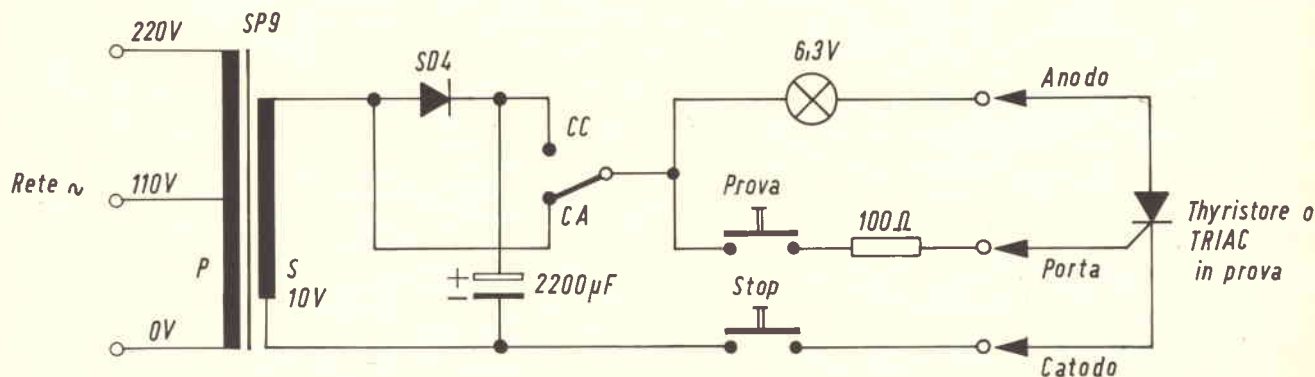 220V
SP9
SD4
6,3V
Anodo
CC
Rete ~
110V
CA
Prova
100Ω
Thyristore o
TRIAC
in prova
P
S
10V
+
−
2200µF
Stop
Porta
0V
Catodo